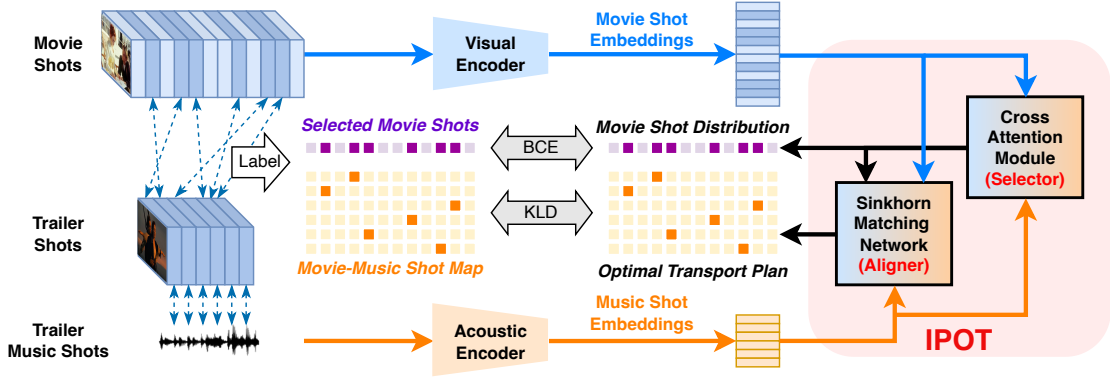 Movie
Shots
Visual
Encoder
Movie Shot
Embeddings
Cross
Attention
Module
(Selector)
Label
Selected Movie Shots
BCE
Movie Shot Distribution
KLD
Trailer
Shots
Sinkhorn
Matching
Network
(Aligner)
Movie-Music Shot Map
Optimal Transport Plan
Trailer
Music Shots
Acoustic
Encoder
Music Shot
Embeddings
IPOT